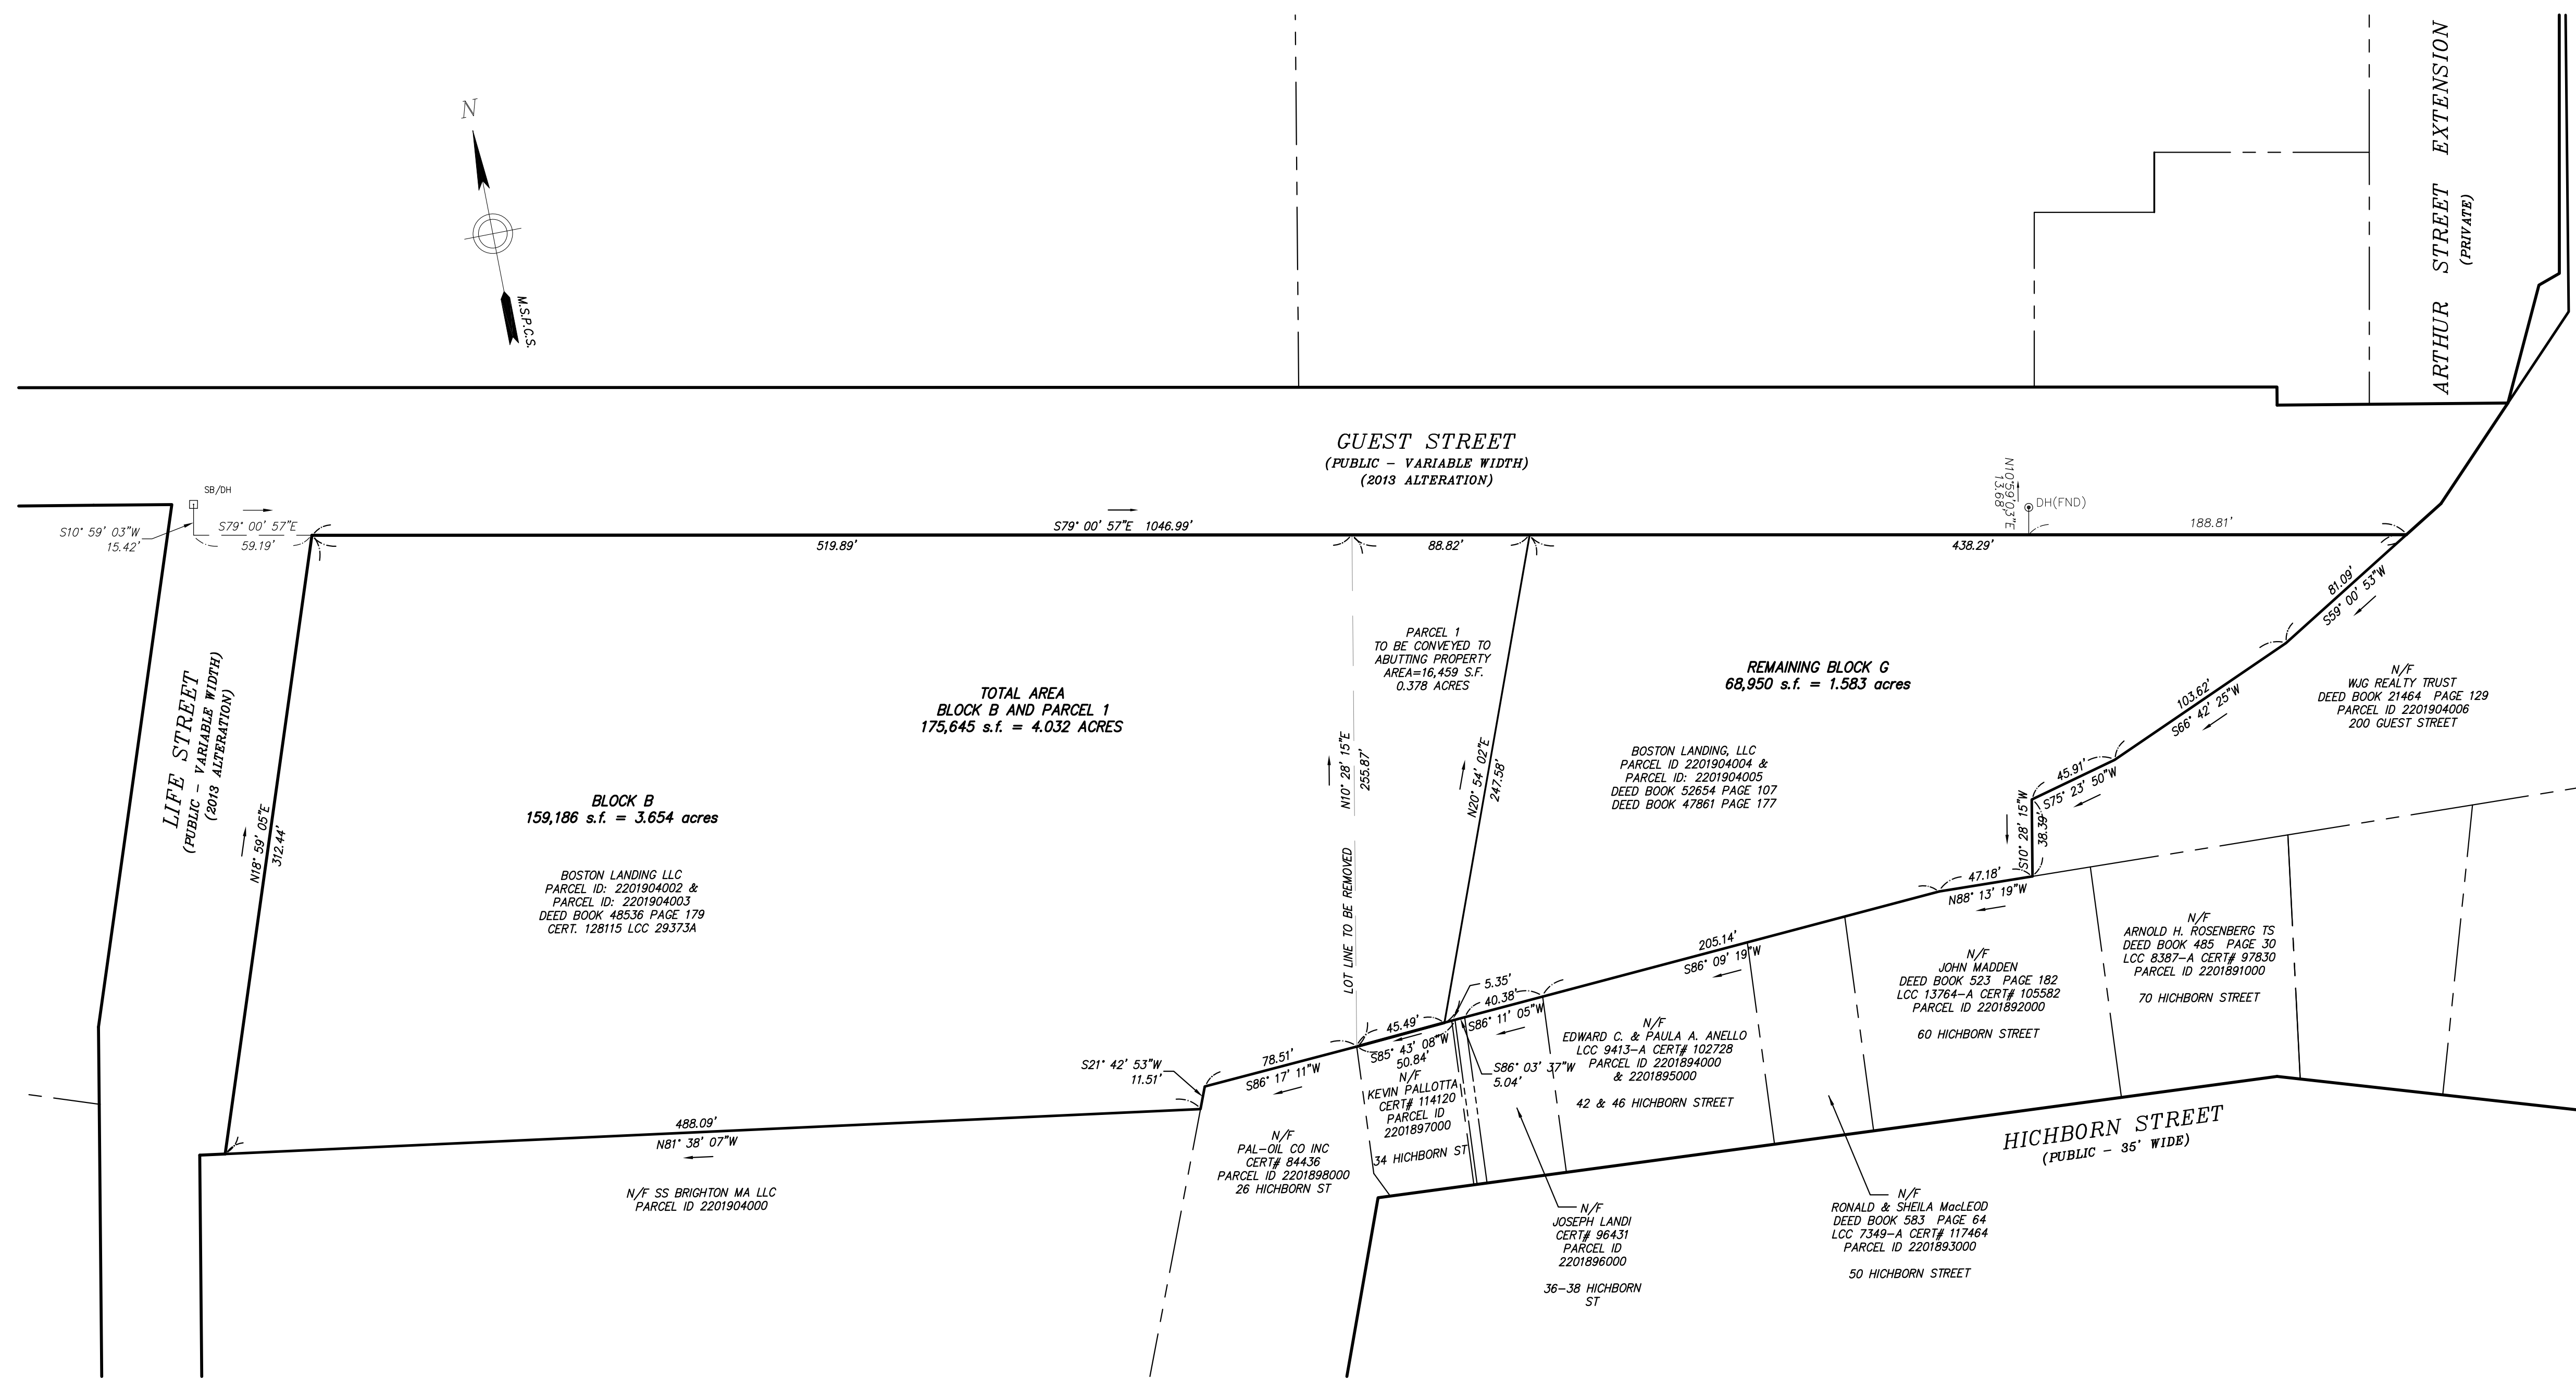 N
M.S.P.C.S.
ARTHUR STREET EXTENSION
(PRIVATE)
GUEST STREET
(PUBLIC - VARIABLE WIDTH)
(2013 ALTERATION)
SB/DH
S10° 59' 03"W
15.42'
S79° 00' 57"E
59.19'
S79° 00' 57"E 1046.99'
519.89'
88.82'
438.29'
N10°59'03"E
13.68'
DH(FND)
188.81'
81.09'
S59° 00' 53"W
103.62'
S66° 42' 25"W
45.91'
S75° 23' 50"W
S10° 28' 15"W
38.39'
47.18'
N88° 13' 19"W
205.14'
S86° 09' 19"W
5.35'
40.38'
S86° 11' 05"W
S86° 03' 37"W
5.04'
45.49'
S85° 43' 08"W
50.84'
78.51'
S86° 17' 11"W
S21° 42' 53"W
11.51'
488.09'
N81° 38' 07"W
LIFE STREET
(PUBLIC - VARIABLE WIDTH)
(2013 ALTERATION)
N18° 59' 05"E
312.44'
TOTAL AREA
BLOCK B AND PARCEL 1
175,645 s.f. = 4.032 ACRES
BLOCK B
159,186 s.f. = 3.654 acres
BOSTON LANDING LLC
PARCEL ID: 2201904002 &
PARCEL ID: 2201904003
DEED BOOK 48536 PAGE 179
CERT. 128115 LCC 29373A
N10° 28' 15"E
255.87'
LOT LINE TO BE REMOVED
PARCEL 1
TO BE CONVEYED TO
ABUTTING PROPERTY
AREA=16,459 S.F.
0.378 ACRES
N20° 54' 02"E
247.58'
REMAINING BLOCK G
68,950 s.f. = 1.583 acres
BOSTON LANDING, LLC
PARCEL ID 2201904004 &
PARCEL ID: 2201904005
DEED BOOK 52654 PAGE 107
DEED BOOK 47861 PAGE 177
N/F
WJG REALTY TRUST
DEED BOOK 21464 PAGE 129
PARCEL ID 2201904006
200 GUEST STREET
N/F
ARNOLD H. ROSENBERG TS
DEED BOOK 485 PAGE 30
LCC 8387-A CERT# 97830
PARCEL ID 2201891000
70 HICHBORN STREET
N/F
JOHN MADDEN
DEED BOOK 523 PAGE 182
LCC 13764-A CERT# 105582
PARCEL ID 2201892000
60 HICHBORN STREET
N/F
EDWARD C. & PAULA A. ANELLO
LCC 9413-A CERT# 102728
PARCEL ID 2201894000
& 2201895000
42 & 46 HICHBORN STREET
N/F
KEVIN PALLOTTA
CERT# 114120
PARCEL ID
2201897000
34 HICHBORN ST
N/F
PAL-OIL CO INC
CERT# 84436
PARCEL ID 2201898000
26 HICHBORN ST
N/F SS BRIGHTON MA LLC
PARCEL ID 2201904000
HICHBORN STREET
(PUBLIC - 35' WIDE)
N/F
JOSEPH LANDI
CERT# 96431
PARCEL ID
2201896000
36-38 HICHBORN
ST
N/F
RONALD & SHEILA MacLEOD
DEED BOOK 583 PAGE 64
LCC 7349-A CERT# 117464
PARCEL ID 2201893000
50 HICHBORN STREET